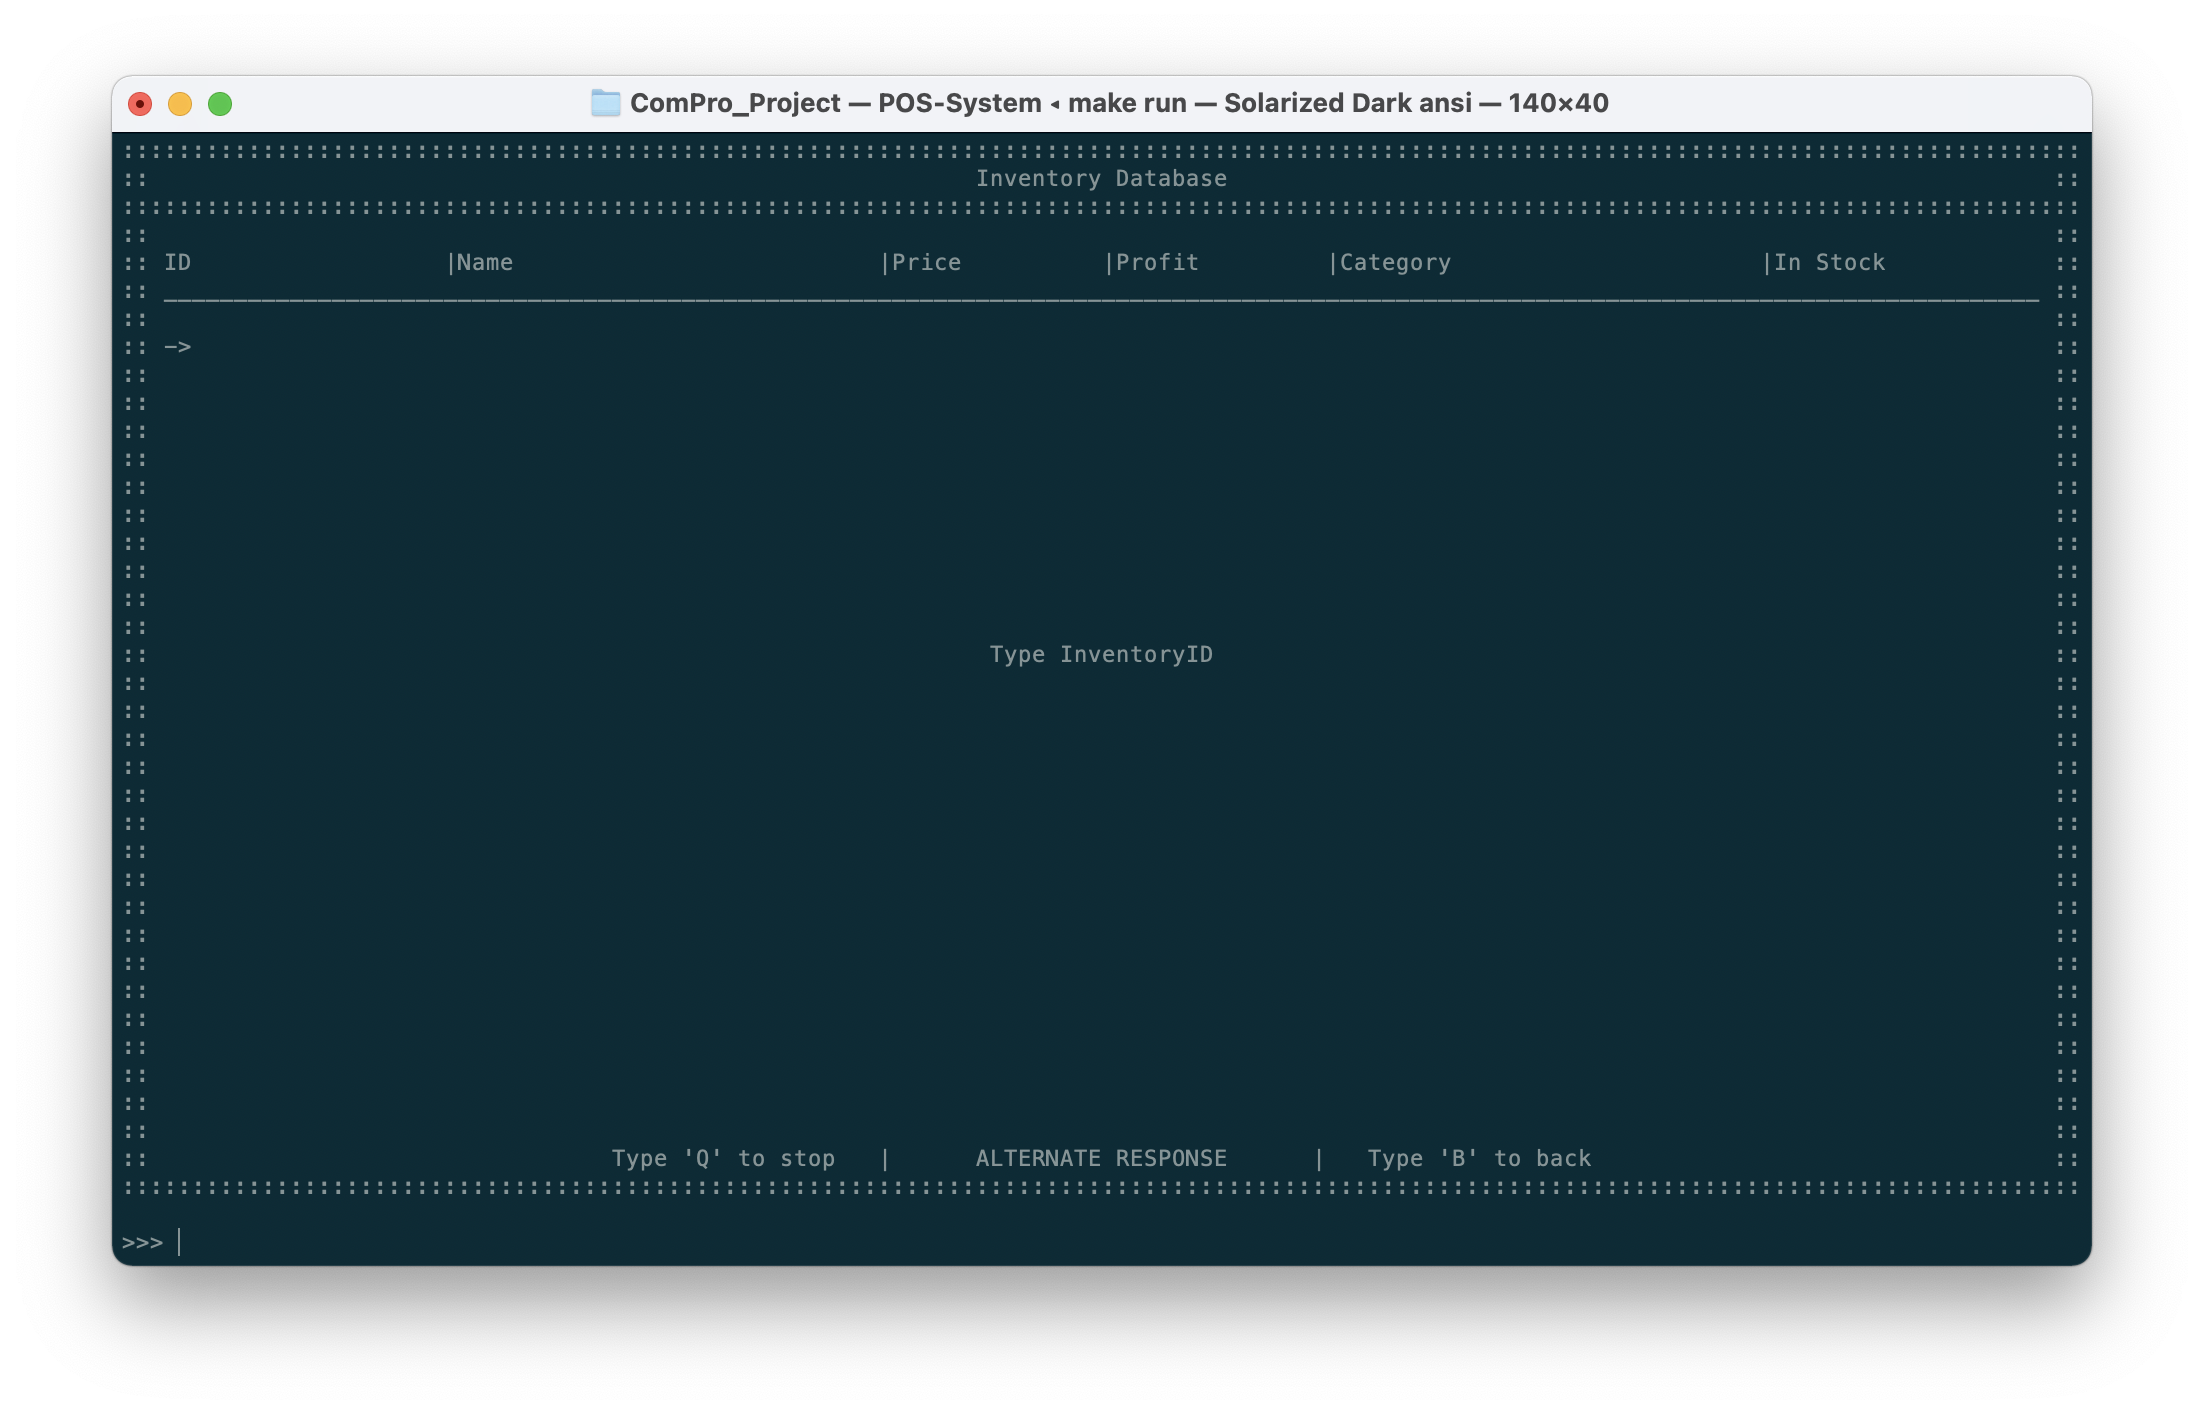 ComPro_Project — POS-System ◂ make run — Solarized Dark ansi — 140×40
::::::::::::::::::::::::::::::::::::::::::::::::::::::::::::::::::::::::::::::::::::::::::::::::::::::::::::::::::::::::::::::::::::::::::::
:: Inventory Database ::
::::::::::::::::::::::::::::::::::::::::::::::::::::::::::::::::::::::::::::::::::::::::::::::::::::::::::::::::::::::::::::::::::::::::::::
:: ID |Name |Price |Profit |Category |In Stock ::
:: -> ::
:: Type InventoryID ::
:: Type 'Q' to stop | ALTERNATE RESPONSE | Type 'B' to back ::
::::::::::::::::::::::::::::::::::::::::::::::::::::::::::::::::::::::::::::::::::::::::::::::::::::::::::::::::::::::::::::::::::::::::::::
>>>